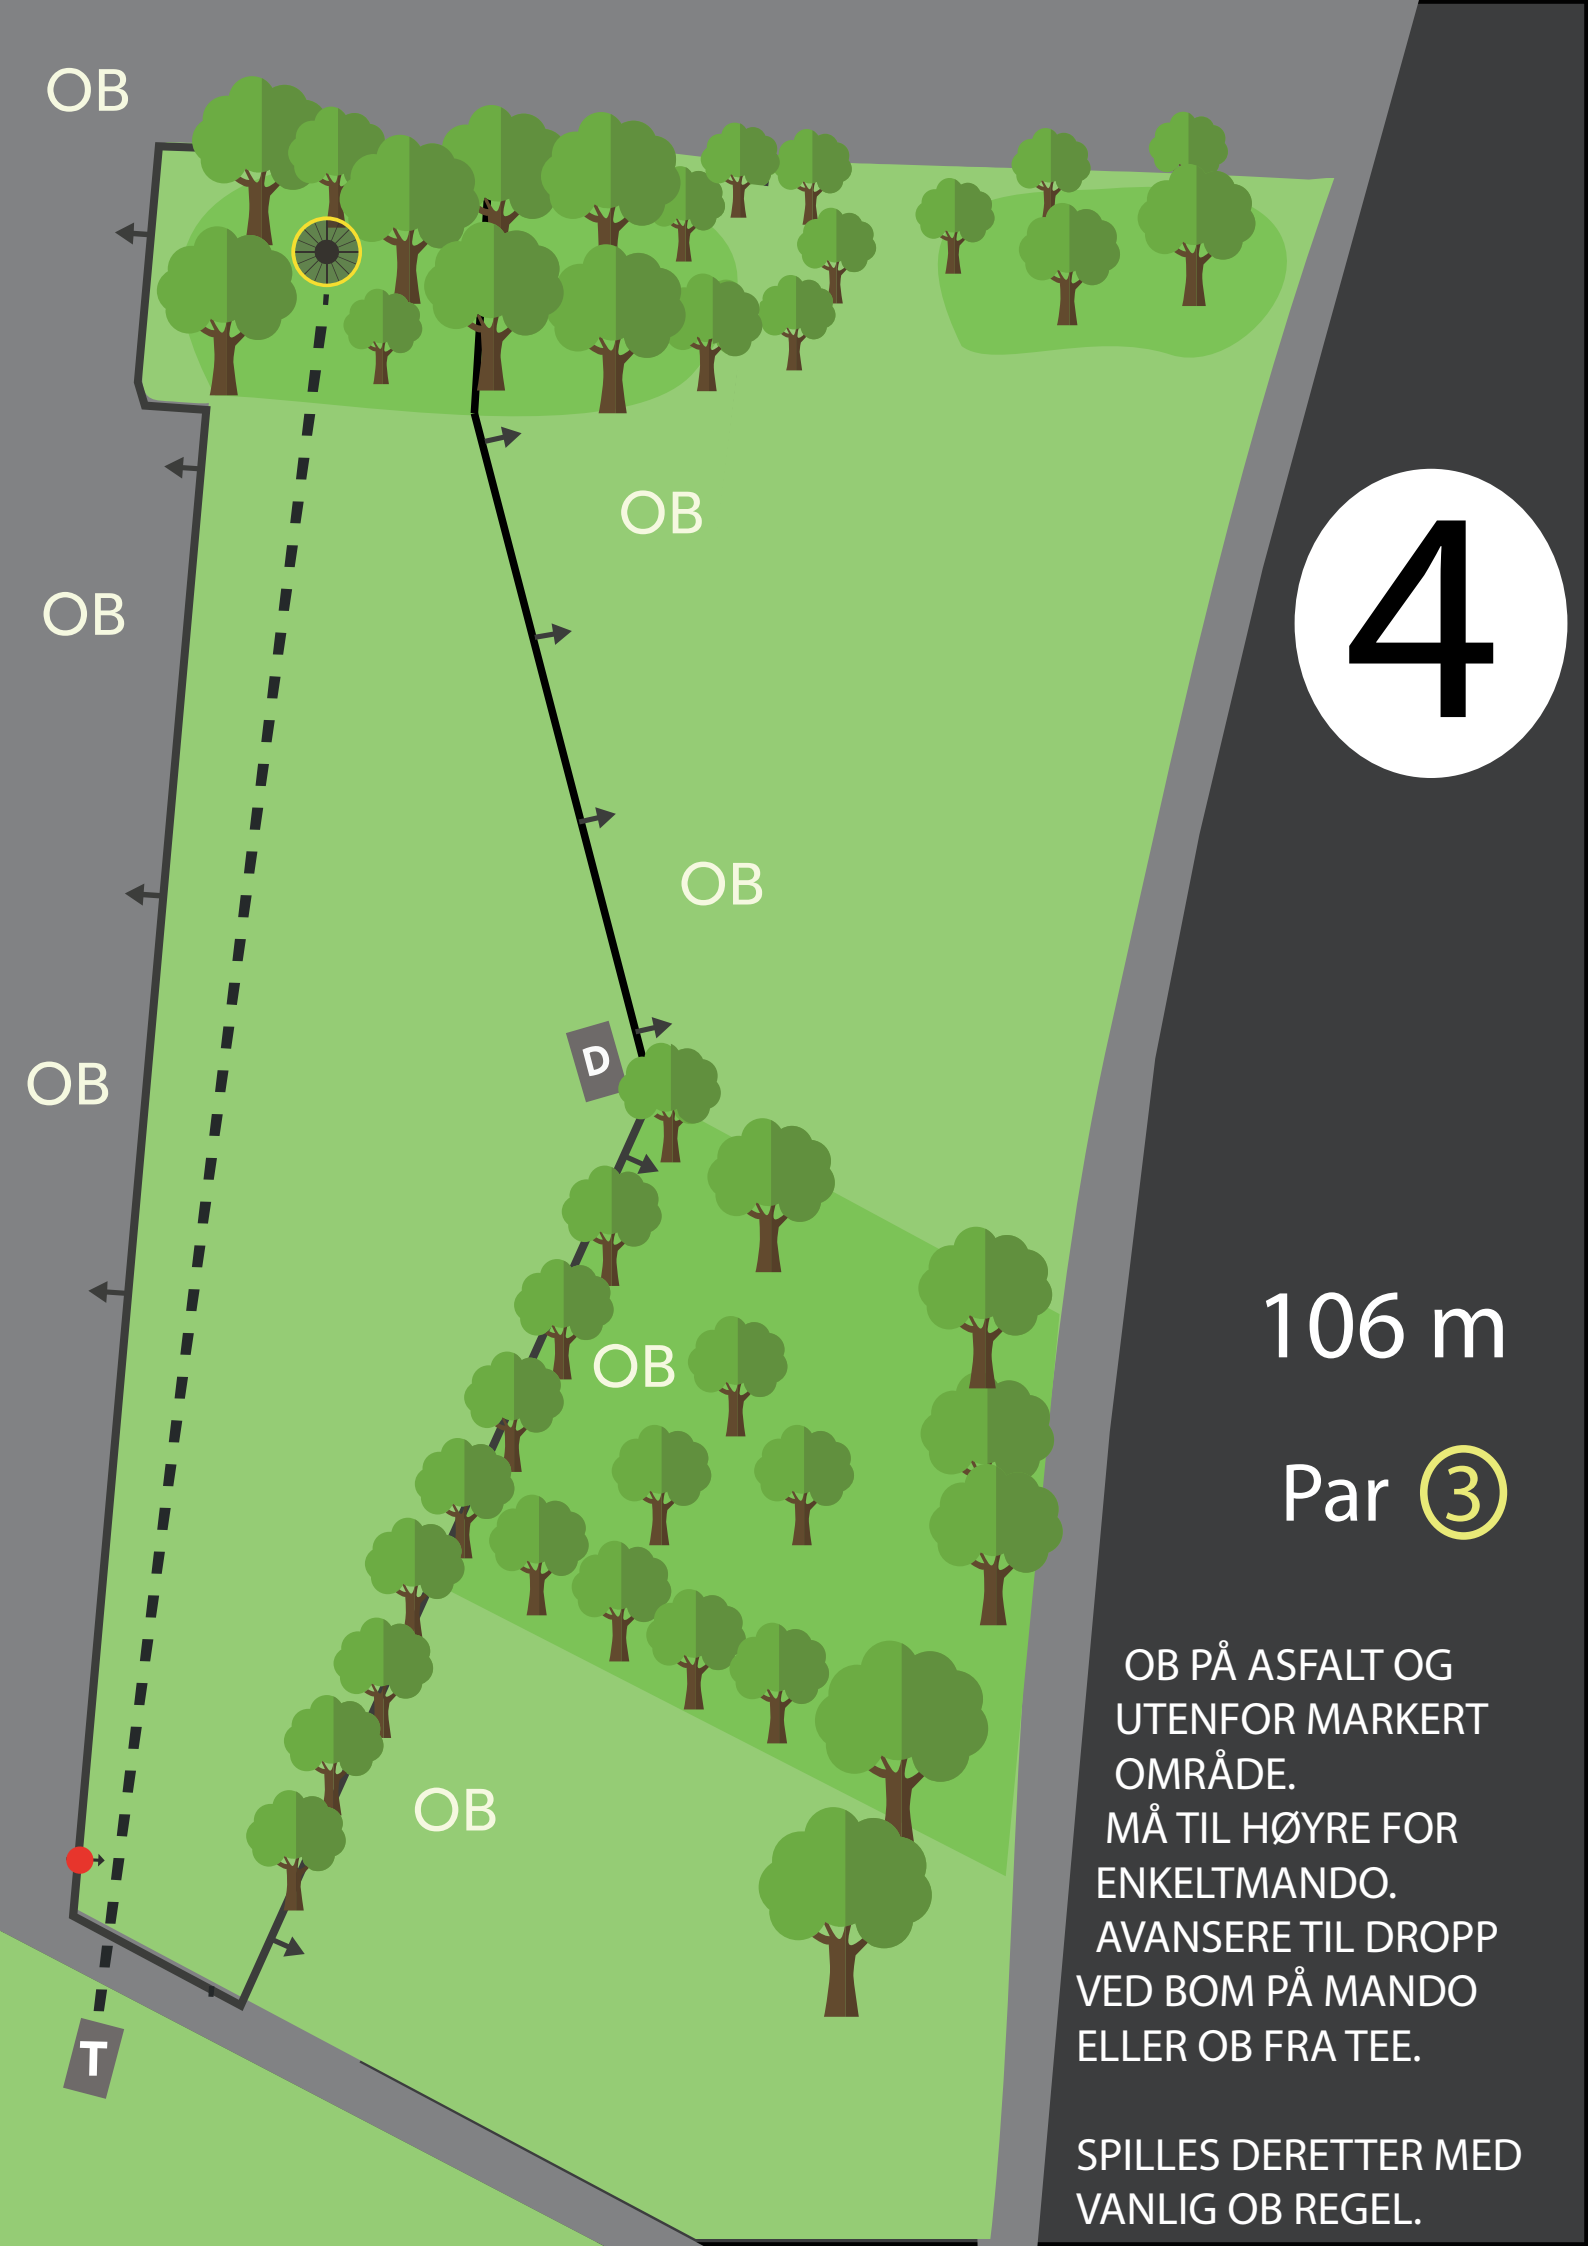 OB
4
OB
OB
OB
OB
D
OB
OB
T
106 m
Par 3
OB PÅ ASFALT OG
UTENFOR MARKERT
OMRÅDE.
MÅ TIL HØYRE FOR
ENKELTMANDO.
AVANSERE TIL DROPP
VED BOM PÅ MANDO
ELLER OB FRA TEE.
SPILLES DERETTER MED
VANLIG OB REGEL.